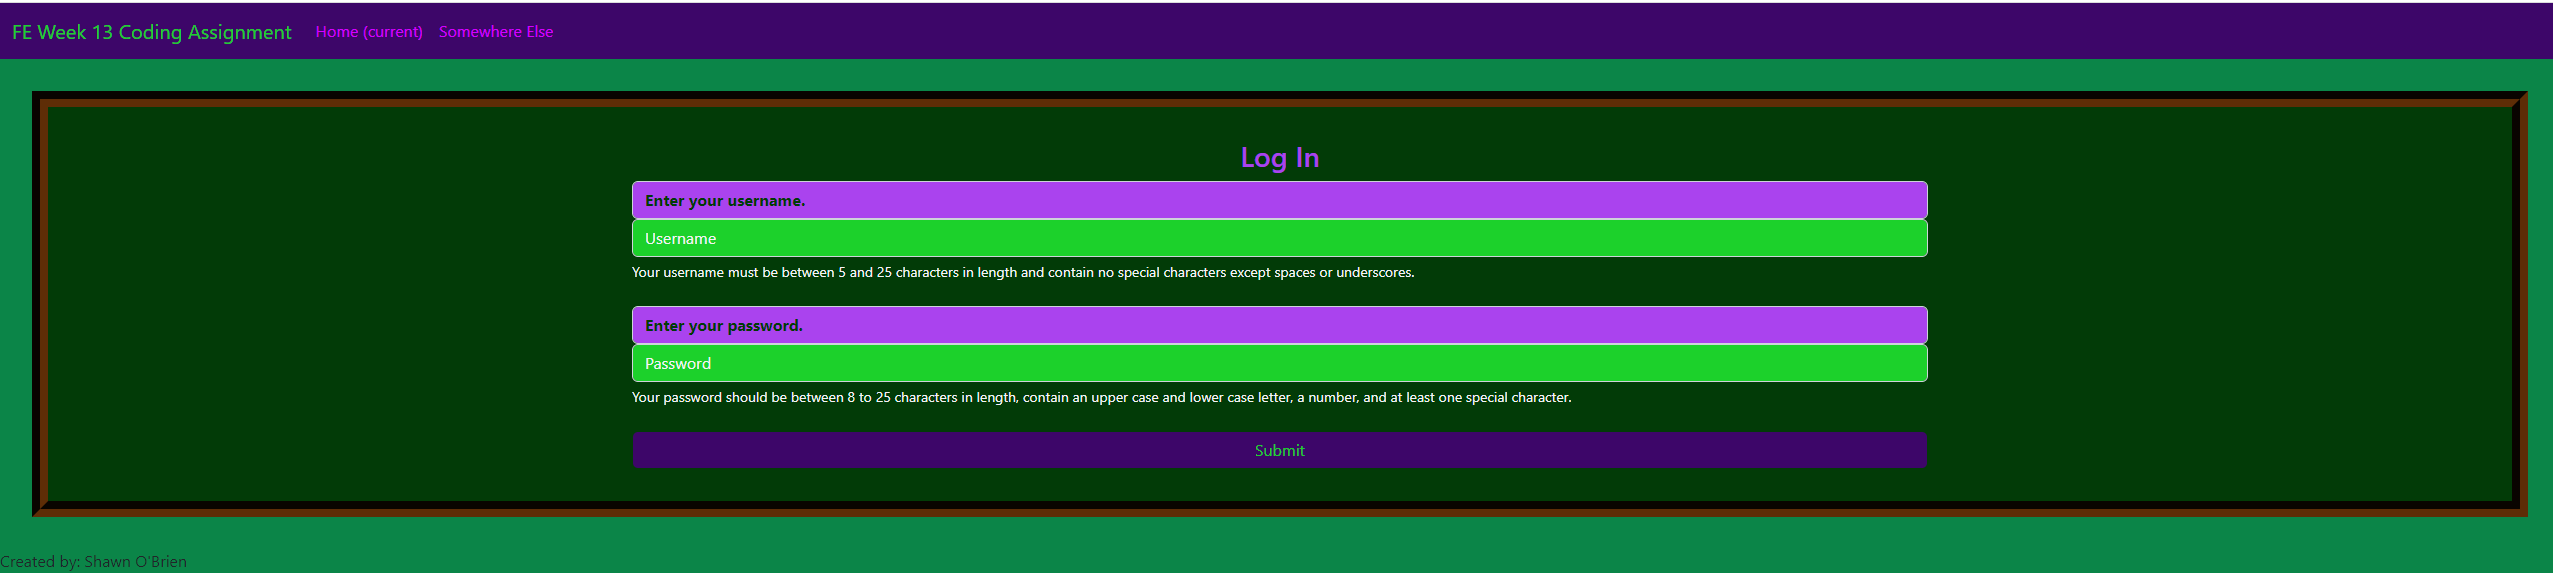 FE Week 13 Coding Assignment Home (current) Somewhere Else
Log In
Enter your username.
Username
Your username must be between 5 and 25 characters in length and contain no special characters except spaces or underscores.
Enter your password.
Password
Your password should be between 8 to 25 characters in length, contain an upper case and lower case letter, a number, and at least one special character.
Submit
Created by: Shawn O'Brien